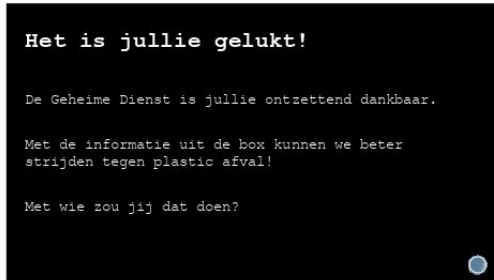 Het is jullie gelukt!
De Geheime Dienst is jullie ontzettend dankbaar.
Met de informatie uit de box kunnen we beter
strijden tegen plastic afval!
Met wie zou jij dat doen?